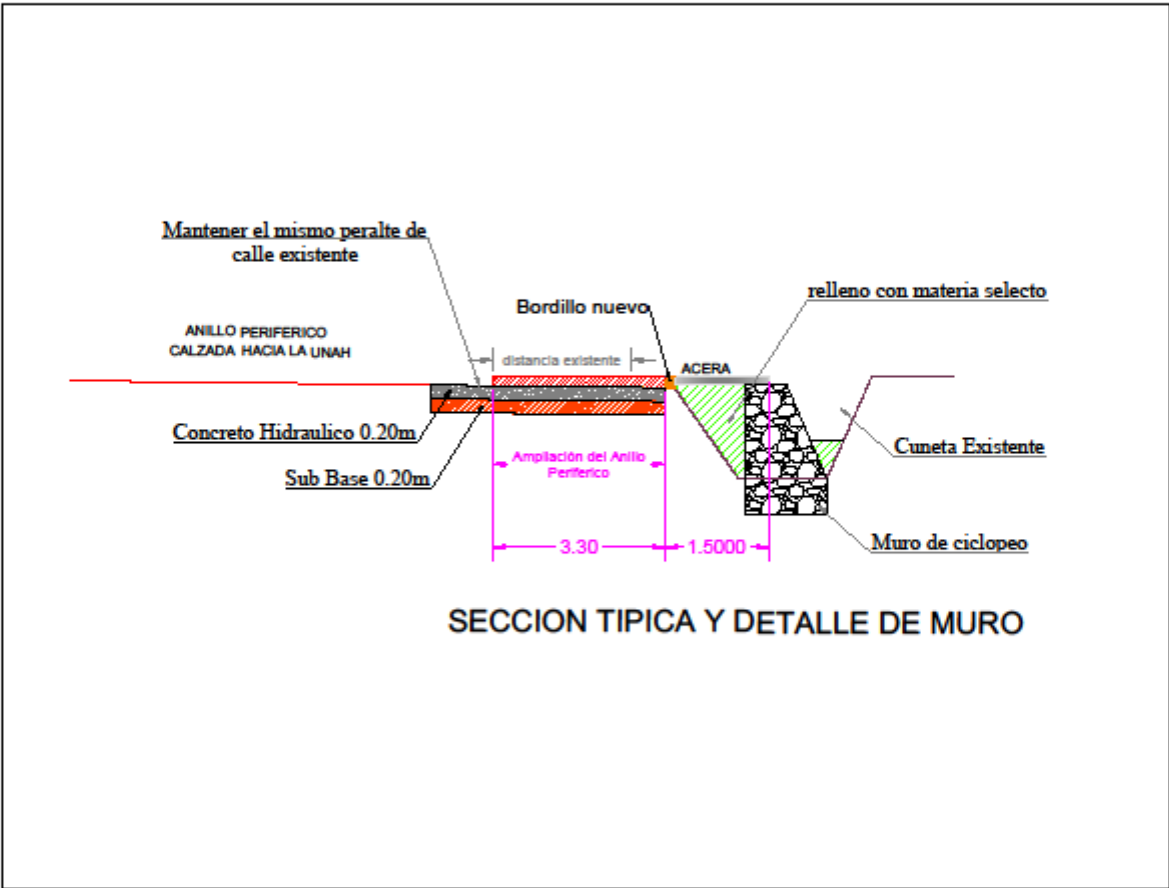 Mantener el mismo peralte de
calle existente
relleno con materia selecto
Bordillo nuevo
ANILLO PERIFERICO
CALZADA HACIA LA UNAH
distancia existente
ACERA
Concreto Hidraulico 0.20m
Cuneta Existente
Ampliación del Anillo
Periferico
Sub Base 0.20m
Muro de ciclopeo
3.30
1.5000
SECCION TIPICA Y DETALLE DE MURO